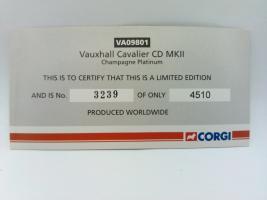 VA09801
Vauxhall Cavalier CD MKII
Champagne Platinum
THIS IS TO CERTIFY THAT THIS IS A LIMITED EDITION
AND IS No. 3239 OF ONLY 4510
PRODUCED WORLDWIDE
CORGI